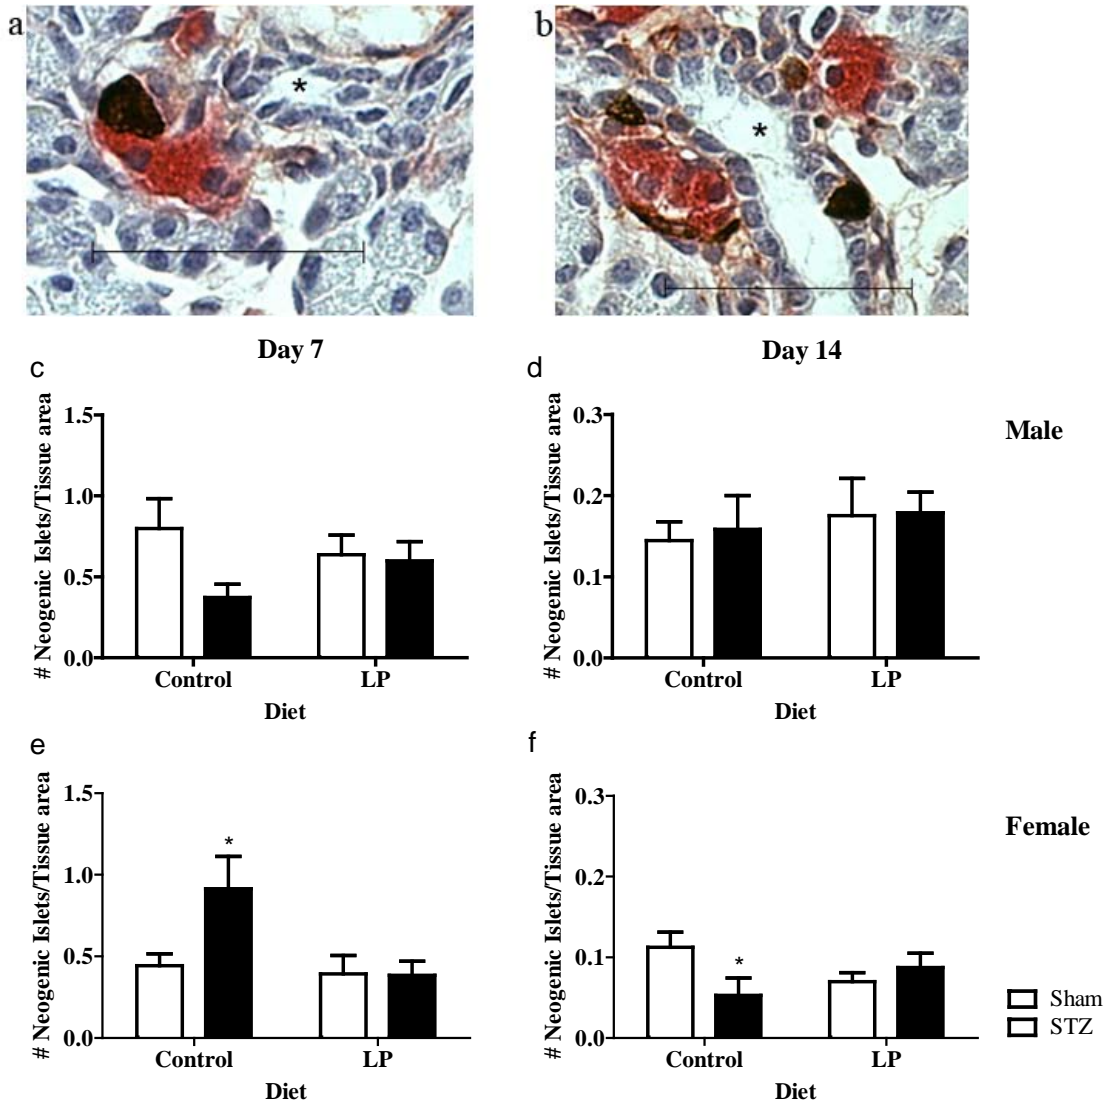 a
b
*
*
Day 7
Day 14
c
d
# Neogenic Islets/Tissue area
1.5
1.0
0.5
0.0
Control
LP
Diet
# Neogenic Islets/Tissue area
0.3
0.2
0.1
0.0
Control
LP
Diet
Male
e
f
# Neogenic Islets/Tissue area
1.5
1.0
0.5
0.0
*
Control
LP
Diet
# Neogenic Islets/Tissue area
0.3
0.2
0.1
0.0
*
Control
LP
Diet
Female
Sham
STZ